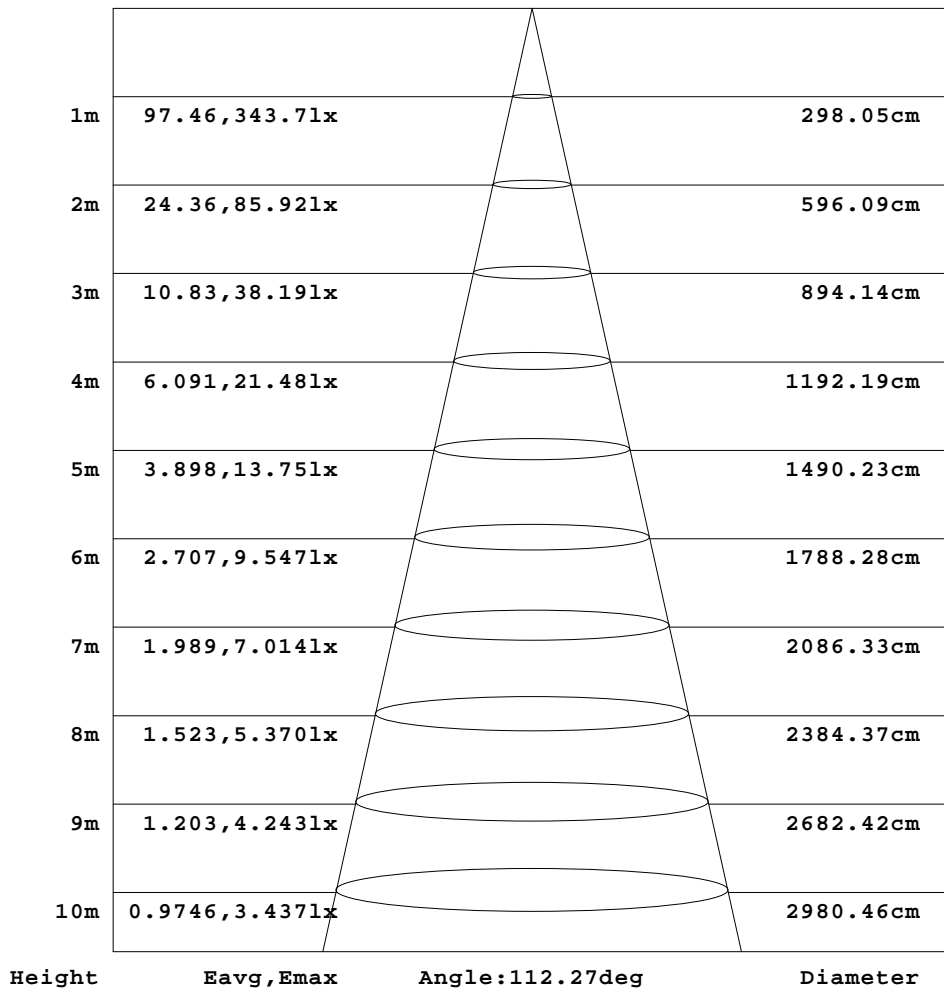 1m 97.46,343.7lx 298.05cm
2m 24.36,85.92lx 596.09cm
3m 10.83,38.19lx 894.14cm
4m 6.091,21.48lx 1192.19cm
5m 3.898,13.75lx 1490.23cm
6m 2.707,9.547lx 1788.28cm
7m 1.989,7.014lx 2086.33cm
8m 1.523,5.370lx 2384.37cm
9m 1.203,4.243lx 2682.42cm
10m 0.9746,3.437lx 2980.46cm
Height Eavg,Emax Angle:112.27deg Diameter